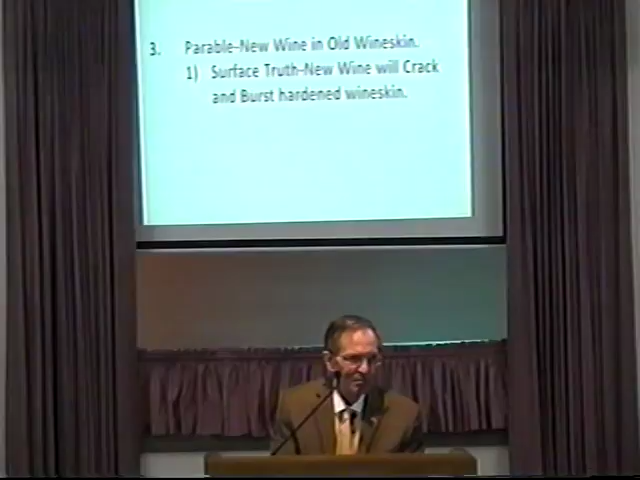 3. Parable-New Wine in Old Wineskin.
1) Surface Truth-New Wine will Crack
and Burst hardened wineskin.